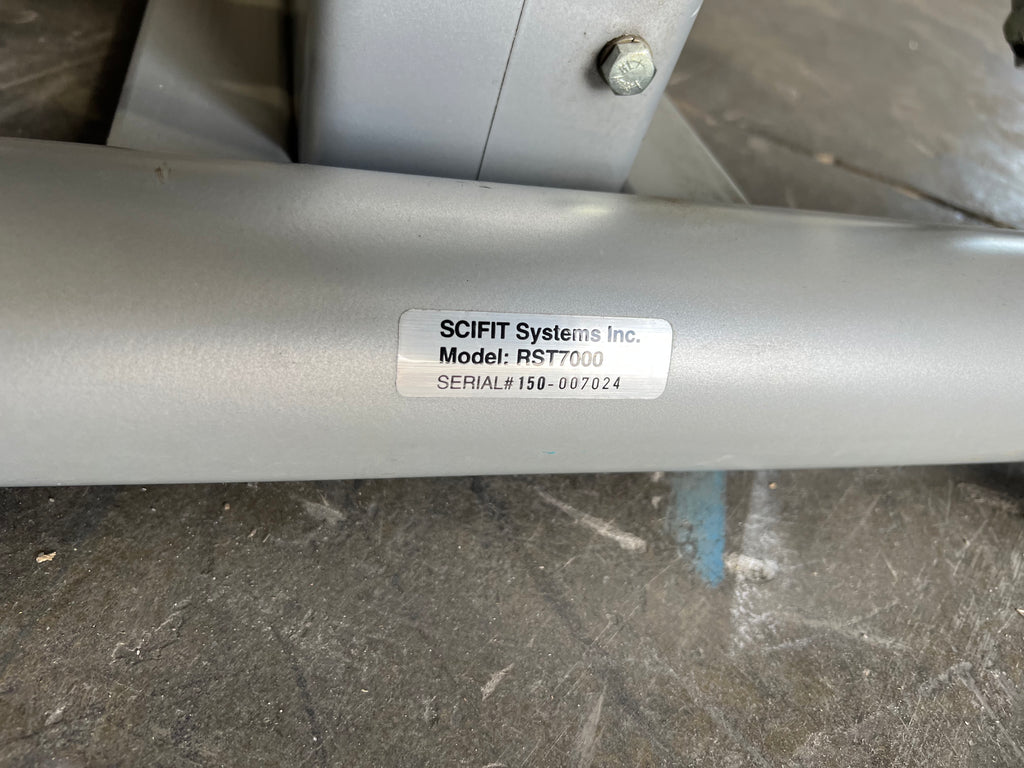 SCIFIT Systems Inc.
Model: RST7000
SERIAL# 150-007024